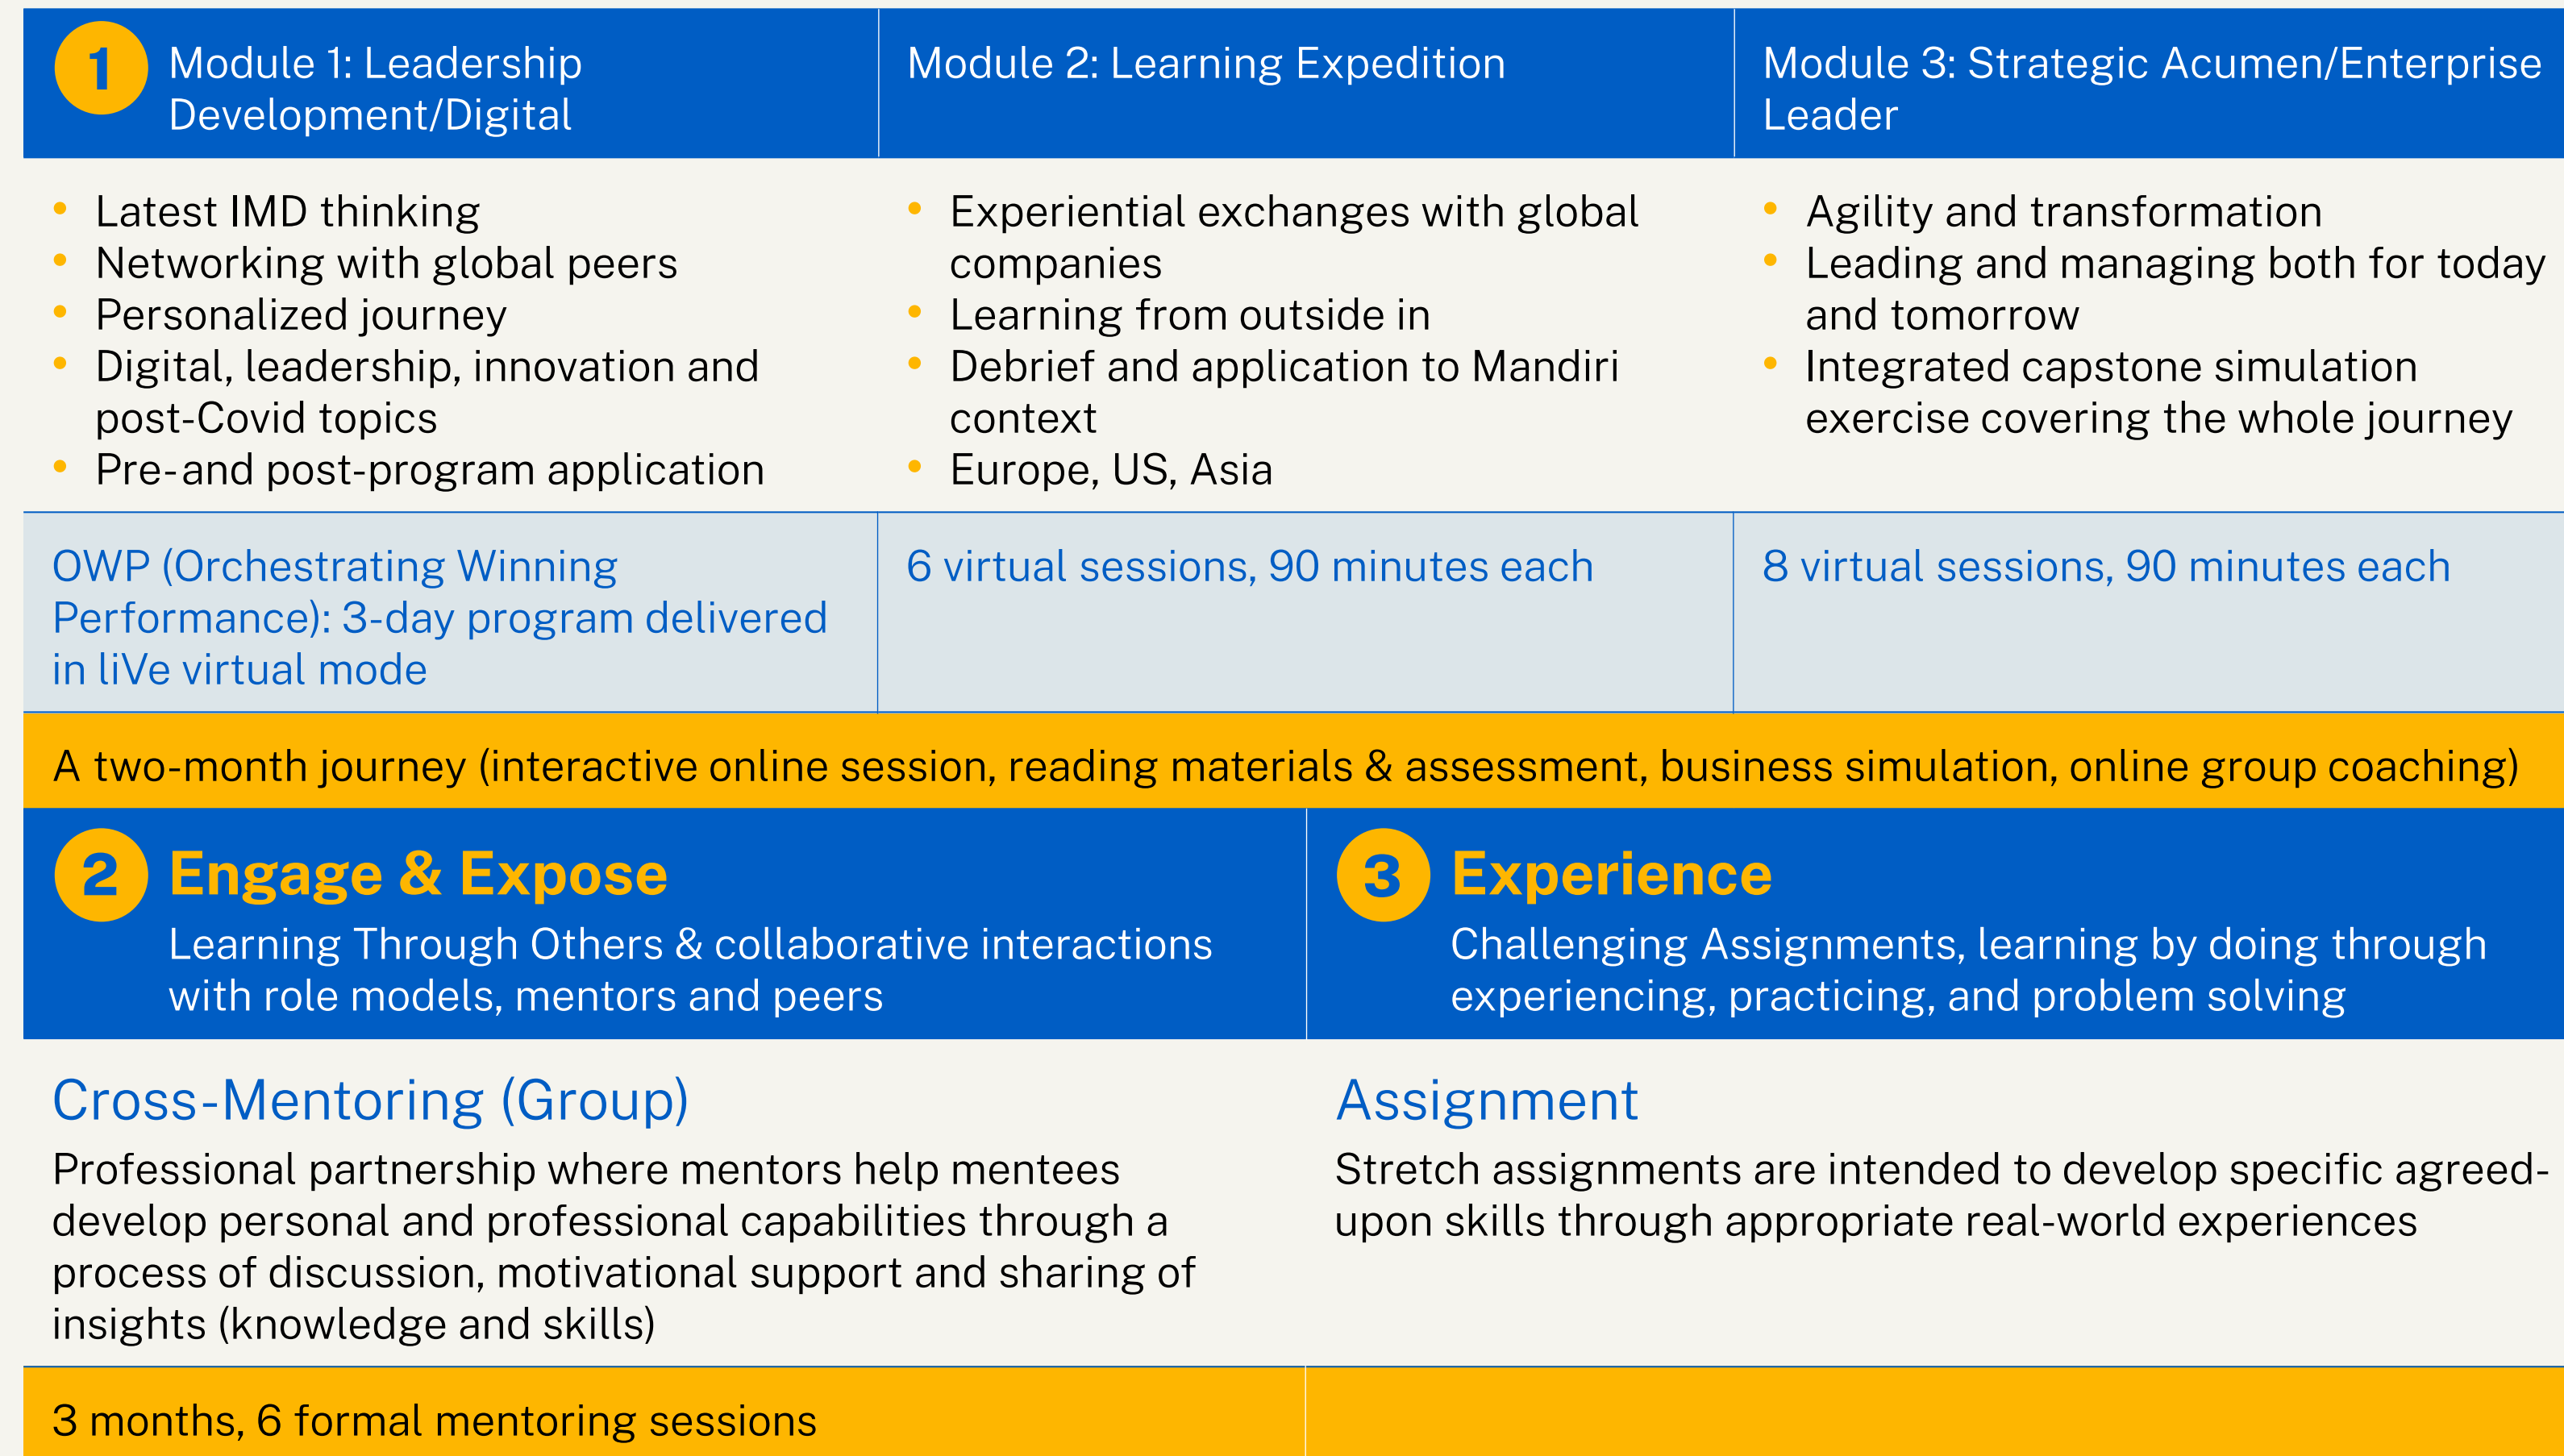 1
Module 1: Leadership
Development/Digital
Module 2: Learning Expedition
Module 3: Strategic Acumen/Enterprise
Leader
• Latest IMD thinking
• Networking with global peers
• Personalized journey
• Digital, leadership, innovation and
post-Covid topics
• Pre-and post-program application
• Experiential exchanges with global
companies
• Learning from outside in
• Debrief and application to Mandiri
context
• Europe, US, Asia
• Agility and transformation
• Leading and managing both for today
and tomorrow
• Integrated capstone simulation
exercise covering the whole journey
OWP (Orchestrating Winning
Performance): 3-day program delivered
in liVe virtual mode
6 virtual sessions, 90 minutes each
8 virtual sessions, 90 minutes each
A two-month journey (interactive online session, reading materials & assessment, business simulation, online group coaching)
2
Engage & Expose
Learning Through Others & collaborative interactions
with role models, mentors and peers
3
Experience
Challenging Assignments, learning by doing through
experiencing, practicing, and problem solving
Cross-Mentoring (Group)
Professional partnership where mentors help mentees
develop personal and professional capabilities through a
process of discussion, motivational support and sharing of
insights (knowledge and skills)
Assignment
Stretch assignments are intended to develop specific agreed-
upon skills through appropriate real-world experiences
3 months, 6 formal mentoring sessions